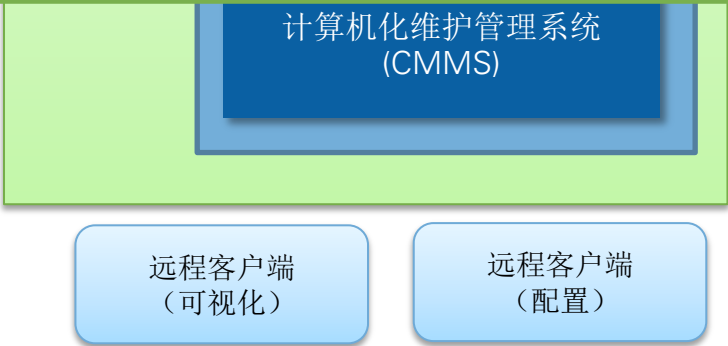 计算机化维护管理系统
(CMMS)
远程客户端
（可视化）
远程客户端
（配置）